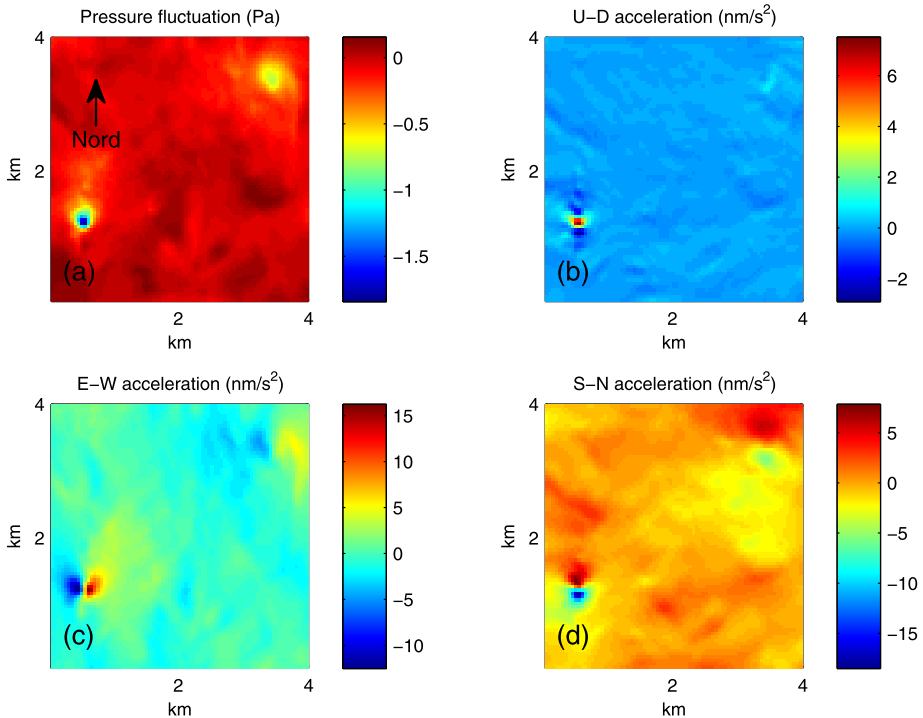 Pressure fluctuation (Pa)
4
2
km
2
4
km
Nord
(a)
0
−0.5
−1
−1.5
U−D acceleration (nm/s²)
4
2
km
2
4
km
(b)
6
4
2
0
−2
E−W acceleration (nm/s²)
4
2
km
2
4
km
(c)
15
10
5
0
−5
−10
S−N acceleration (nm/s²)
4
2
km
2
4
km
(d)
5
0
−5
−10
−15